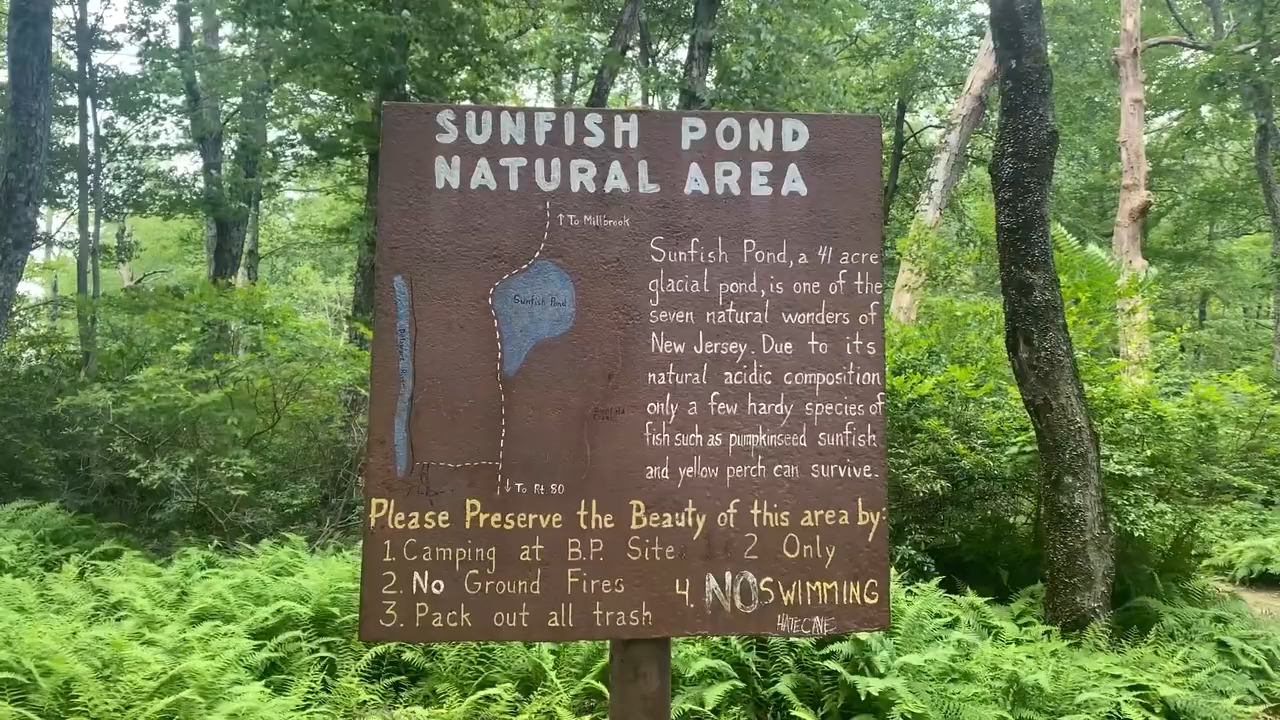 SUNFISH POND
NATURAL AREA
↑ To Millbrook
Sunfish Pond
Delaware River
Sunfish Pond, a 41 acre
glacial pond, is one of the
seven natural wonders of
New Jersey. Due to its
natural acidic composition
only a few hardy species of
fish such as pumpkinseed sunfish
and yellow perch can survive.
↓ To Rt. 80
Please Preserve the Beauty of this area by:
1. Camping at B.P. Site 2 Only
2. No Ground Fires
3. Pack out all trash
4. NO SWIMMING